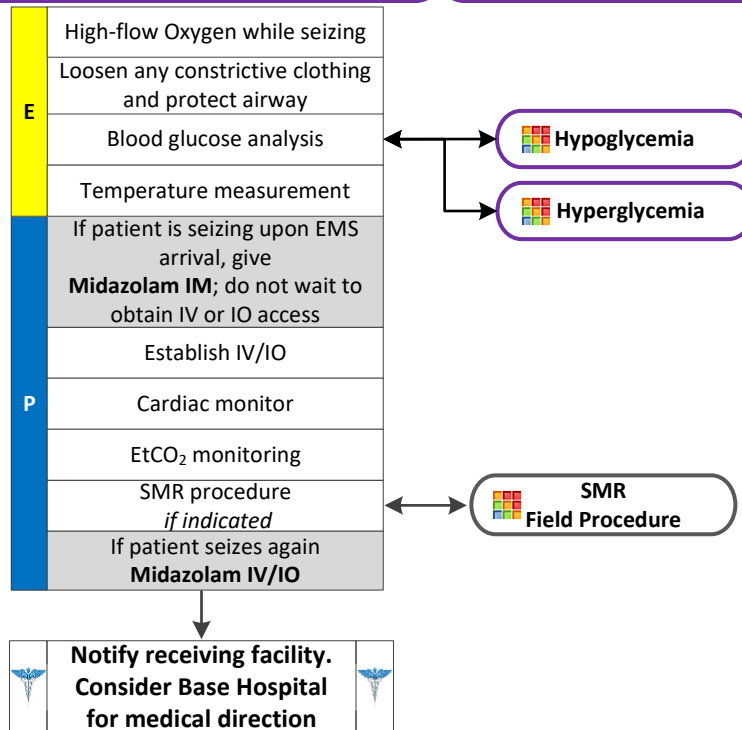 High-flow Oxygen while seizing
Loosen any constrictive clothing
and protect airway
E
Blood glucose analysis
Hypoglycemia
Temperature measurement
Hyperglycemia
If patient is seizing upon EMS
arrival, give
Midazolam IM; do not wait to
obtain IV or IO access
Establish IV/IO
P
Cardiac monitor
EtCO₂ monitoring
SMR procedure
if indicated
SMR
Field Procedure
If patient seizes again
Midazolam IV/IO
Notify receiving facility.
Consider Base Hospital
for medical direction